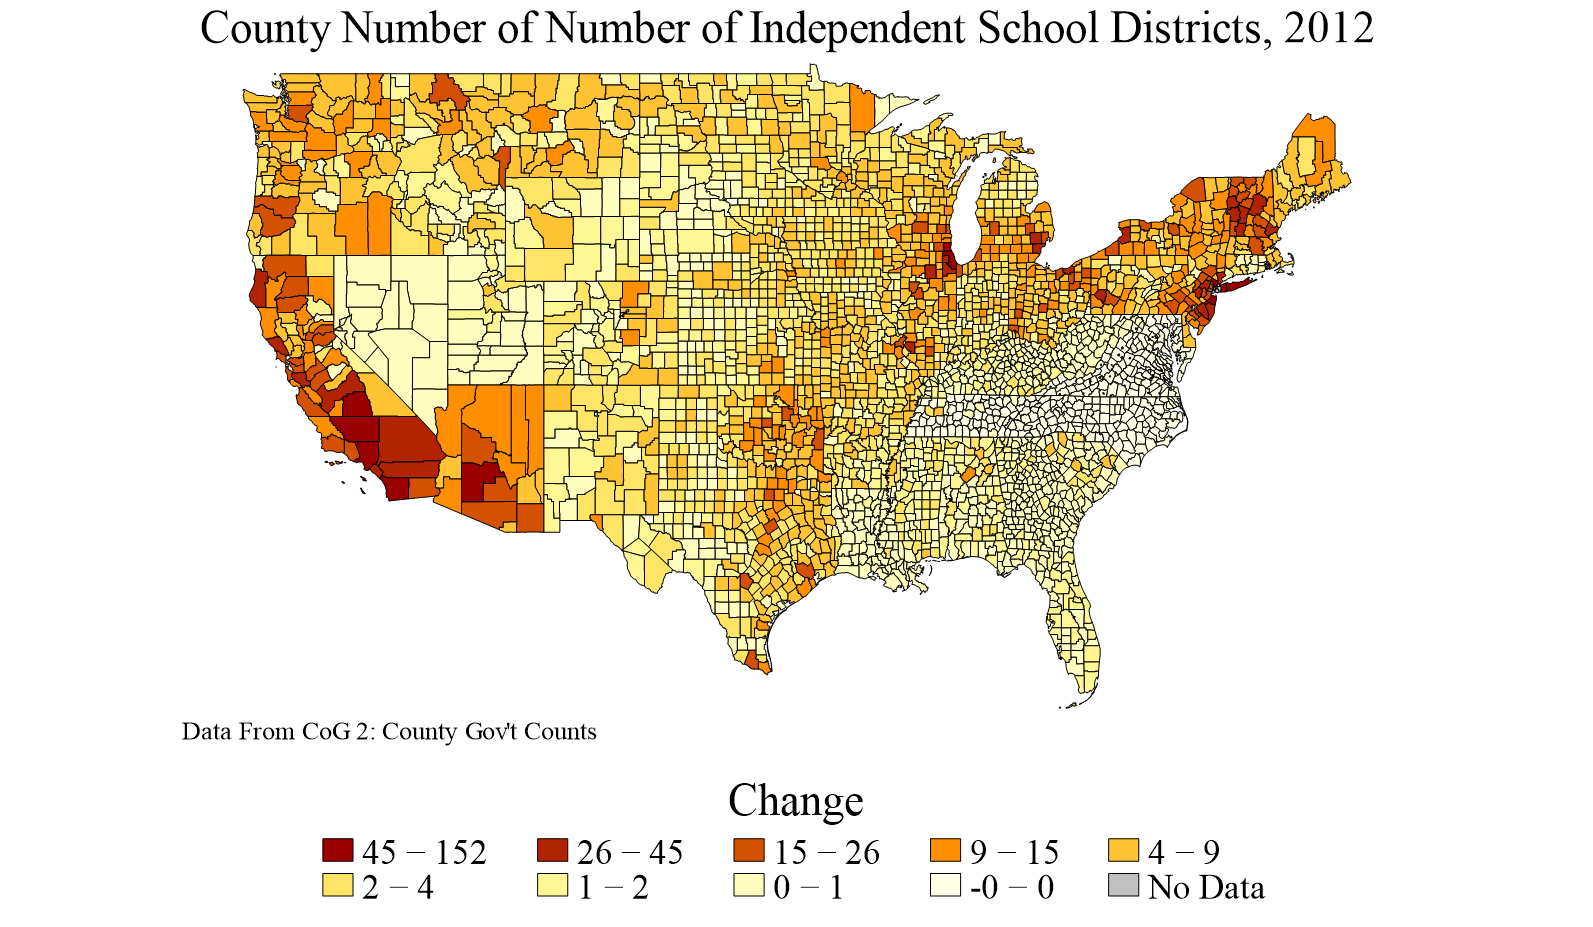 County Number of Number of Independent School Districts, 2012
Data From CoG 2: County Gov't Counts
Change
45 − 152
26 − 45
15 − 26
9 − 15
4 − 9
2 − 4
1 − 2
0 − 1
-0 − 0
No Data